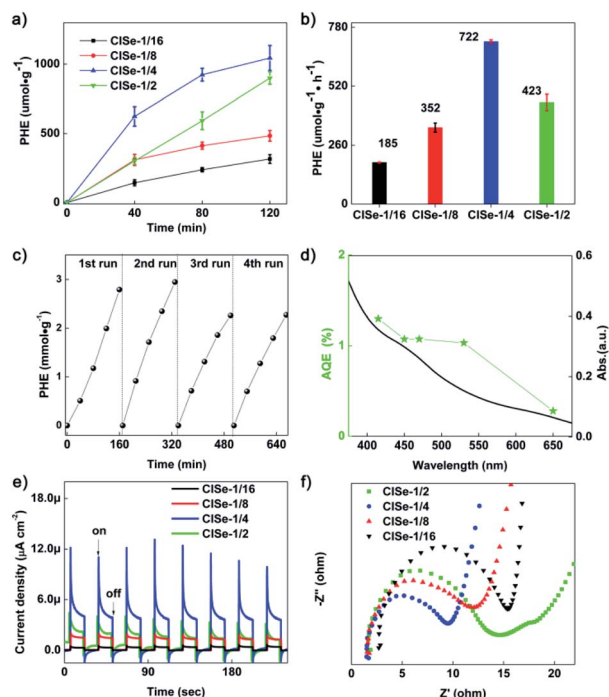 a)
CISe-1/16
CISe-1/8
CISe-1/4
CISe-1/2
PHE (umol•g⁻¹)
1000
500
0
0 40 80 120
Time (min)
b)
PHE (umol•g⁻¹• h⁻¹)
780
520
260
0
185
352
722
423
CISe-1/16 CISe-1/8 CISe-1/4 CISe-1/2
c)
1st run 2nd run 3rd run 4th run
PHE (mmol•g⁻¹)
3
2
1
0
0 160 320 480 640
Time (min)
d)
AQE (%)
2
1
0
Abs.(a.u.)
0.6
0.4
0.2
0.0
400 450 500 550 600 650
Wavelength (nm)
e)
CISe-1/16
CISe-1/8
CISe-1/4
CISe-1/2
on
off
Current density (μA cm⁻²)
18.0μ
12.0μ
6.0μ
0.0
0 90 180
Time (sec)
f)
CISe-1/2
CISe-1/4
CISe-1/8
CISe-1/16
-Z'' (ohm)
0 5 10 15 20
Z' (ohm)